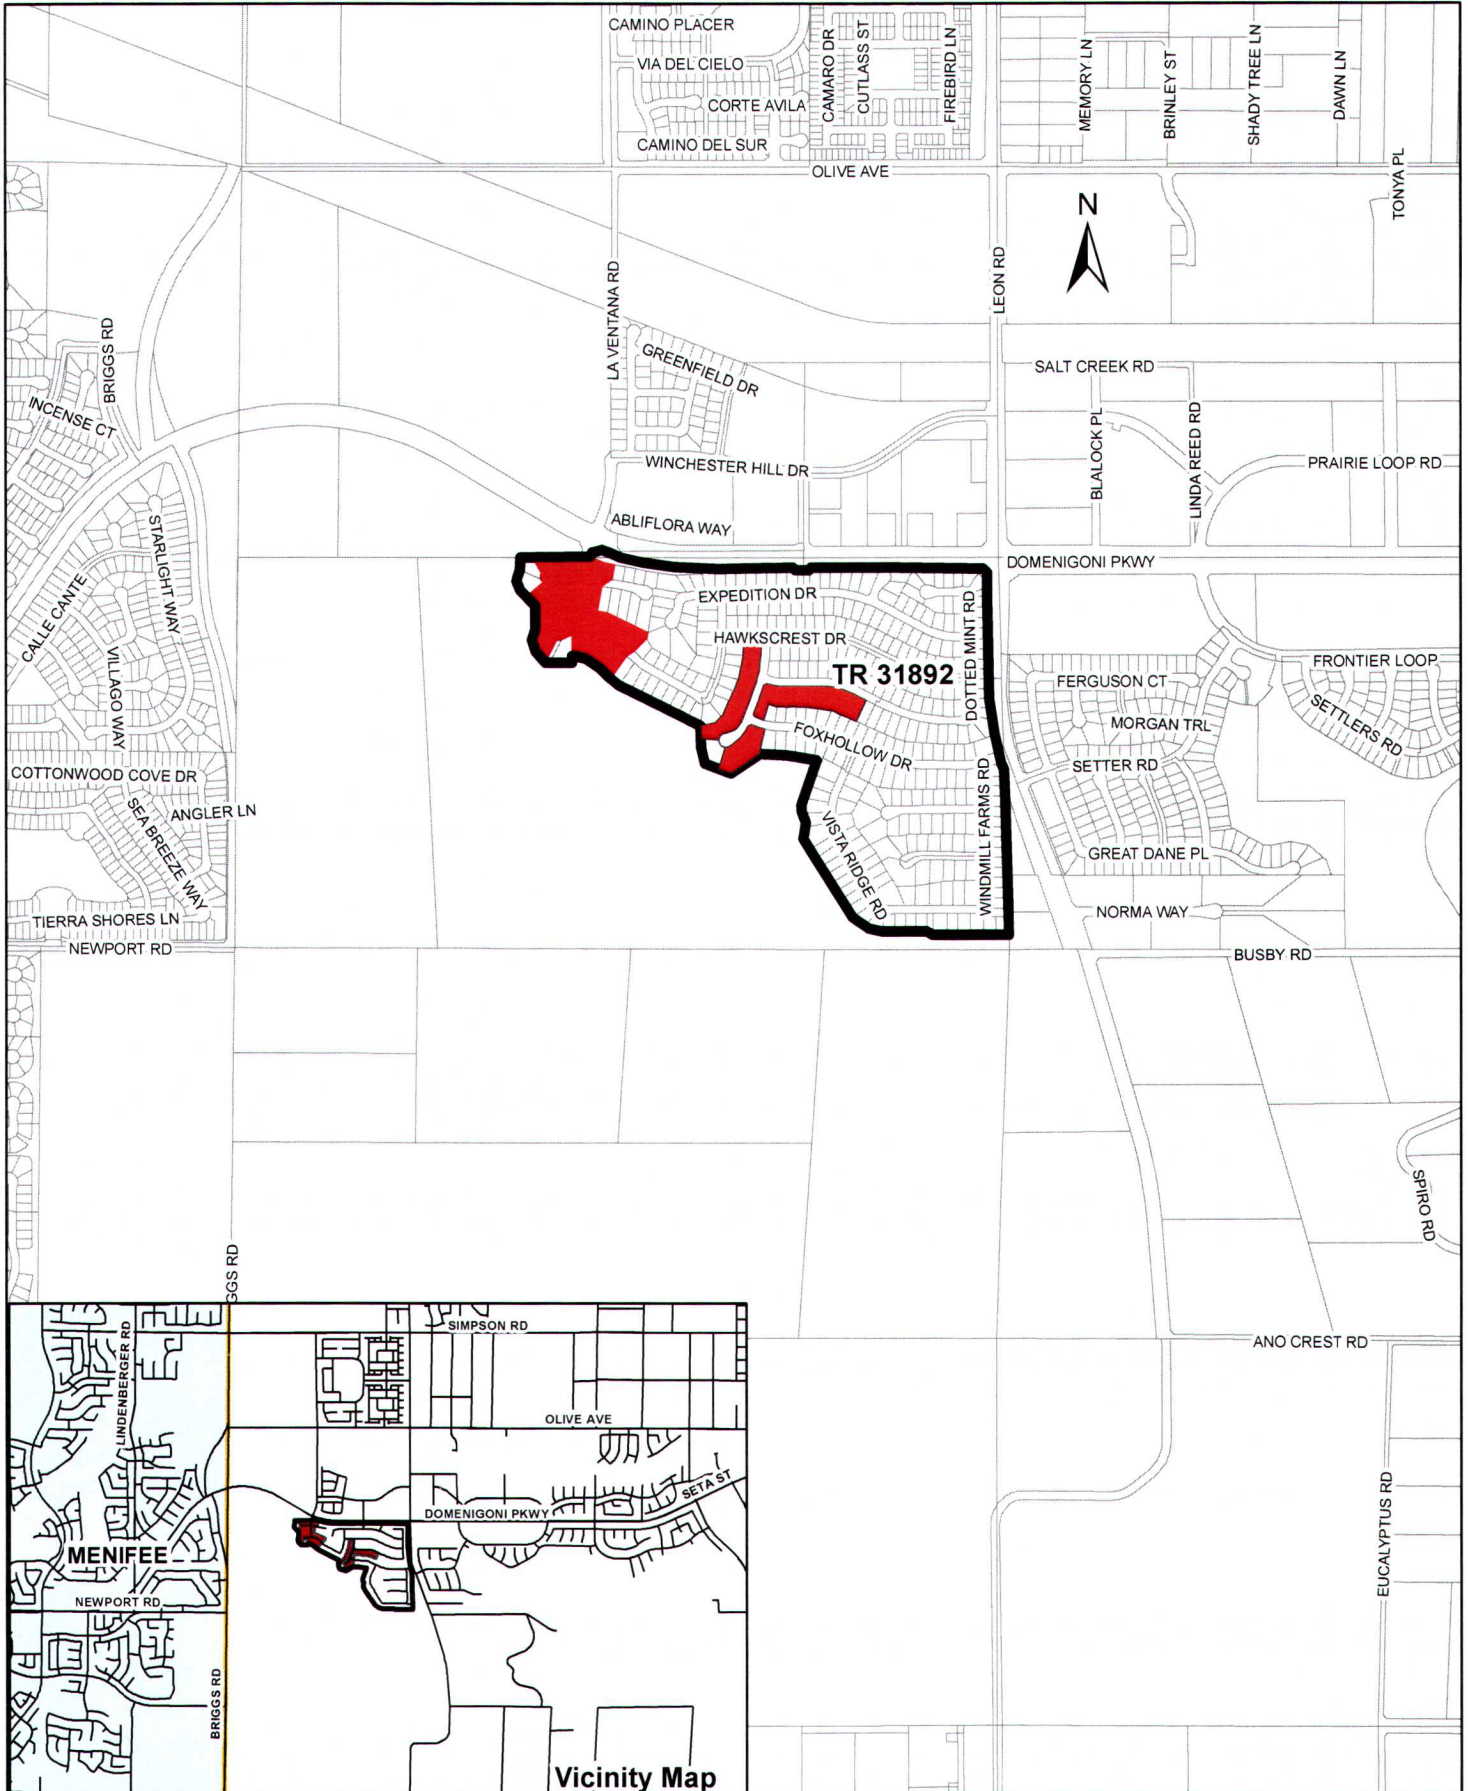 CAMINO PLACER
VIA DEL CIELO
CORTE AVILA
CAMINO DEL SUR
CAMARO DR
CUTLASS ST
FIREBIRD LN
MEMORY LN
BRINLEY ST
SHADY TREE LN
DAWN LN
OLIVE AVE
TONYA PL
N
LEON RD
LA VENTANA RD
BRIGGS RD
GREENFIELD DR
SALT CREEK RD
INCENSE CT
BLALOCK PL
LINDA REED RD
PRAIRIE LOOP RD
WINCHESTER HILL DR
STARLIGHT WAY
ABLIFLORA WAY
DOMENIGONI PKWY
CALLE CANTE
EXPEDITION DR
DOTTED MINT RD
HAWKSCREST DR
TR 31892
FRONTIER LOOP
FERGUSON CT
VILLAGO WAY
MORGAN TRL
SETTLERS RD
FOXHOLLOW DR
SETTER RD
COTTONWOOD COVE DR
WINDMILL FARMS RD
ANGLER LN
SEA BREEZE WAY
VISTA RIDGE RD
GREAT DANE PL
TIERRA SHORES LN
NORMA WAY
NEWPORT RD
BUSBY RD
SPIRO RD
GGS RD
ANO CREST RD
EUCALYPTUS RD
SIMPSON RD
LINDENBERGER RD
OLIVE AVE
SETA ST
DOMENIGONI PKWY
MENIFEE
NEWPORT RD
BRIGGS RD
Vicinity Map